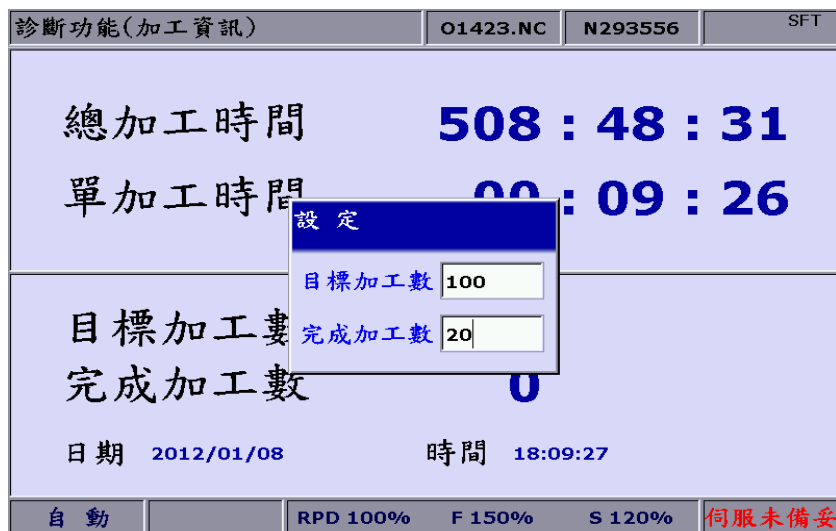 診斷功能(加工資訊) O1423.NC N293556 SFT
總加工時間 508 : 48 : 31
單加工時間 00 : 09 : 26
設 定
目標加工數 100
完成加工數 20
目標加工數
完成加工數 0
日期 2012/01/08 時間 18:09:27
自 動 RPD 100% F 150% S 120% 伺服未備妥